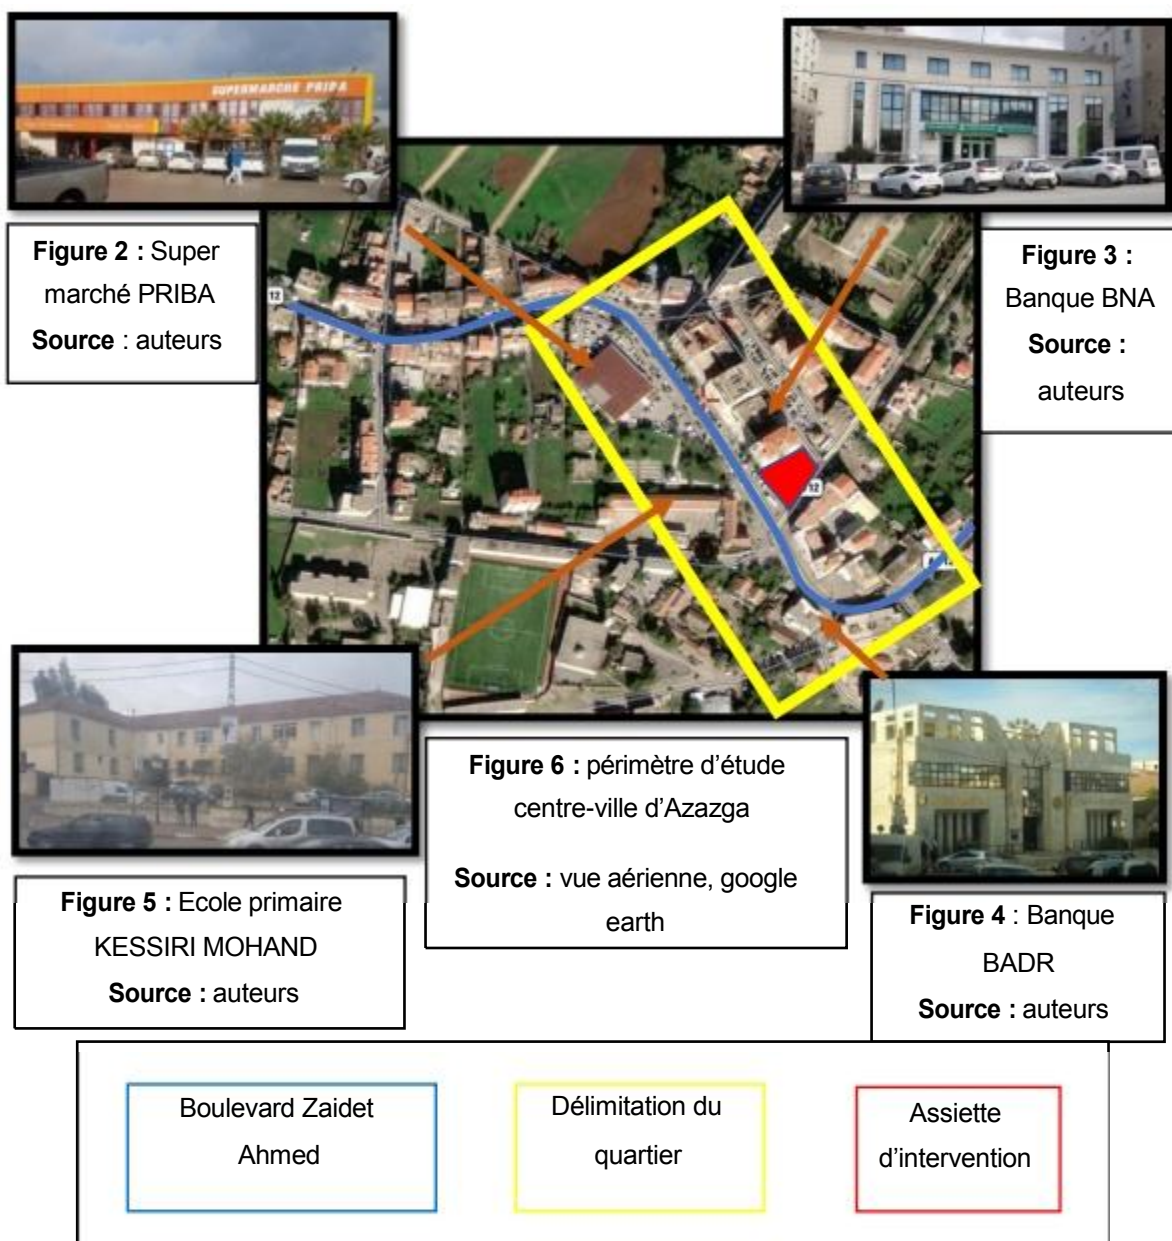 SUPERMARCHE PRIBA
Figure 2 : Super
marché PRIBA
Source : auteurs
Figure 3 :
Banque BNA
Source :
auteurs
12
12
Figure 6 : périmètre d’étude
centre-ville d’Azazga
Source : vue aérienne, google
earth
Figure 5 : Ecole primaire
KESSIRI MOHAND
Source : auteurs
Figure 4 : Banque
BADR
Source : auteurs
Boulevard Zaidet
Ahmed
Délimitation du
quartier
Assiette
d’intervention